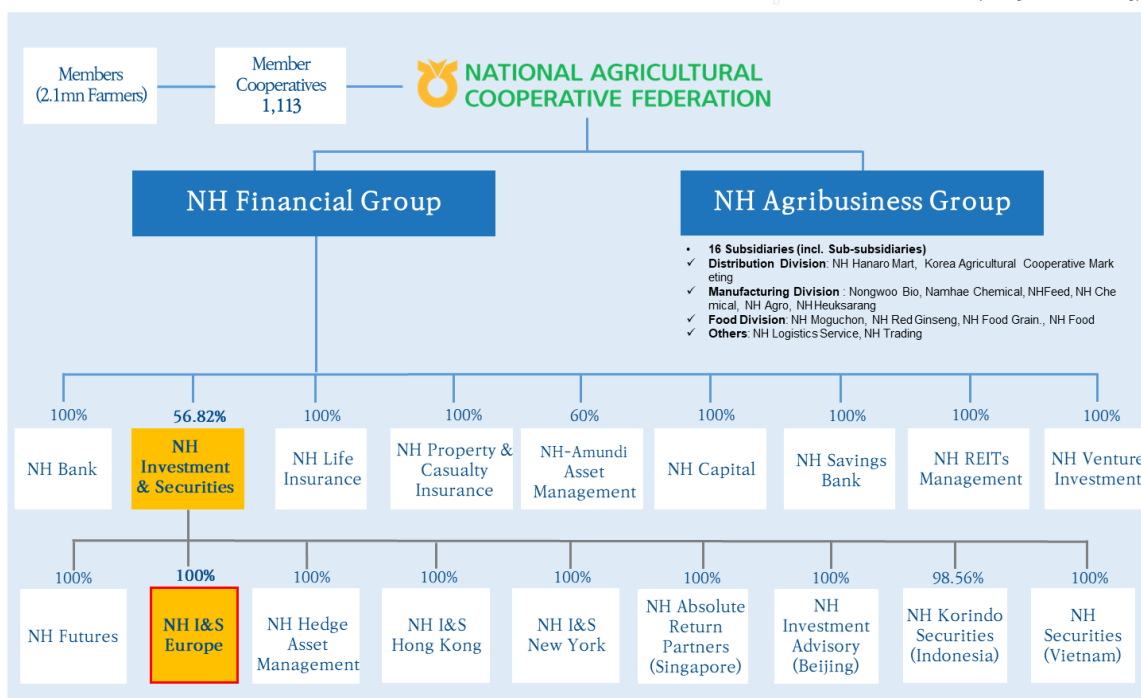 Members
(2.1mn Farmers)
Member
Cooperatives
1,113
NATIONAL AGRICULTURAL
COOPERATIVE FEDERATION
NH Financial Group
NH Agribusiness Group
• 16 Subsidiaries (incl. Sub-subsidiaries)
✓ Distribution Division: NH Hanaro Mart, Korea Agricultural Cooperative Mark
eting
✓ Manufacturing Division : Nongwoo Bio, Namhae Chemical, NHFeed, NH Che
mical, NH Agro, NH Heuksarang
✓ Food Division: NH Moguchon, NH Red Ginseng, NH Food Grain., NH Food
✓ Others: NH Logistics Service, NH Trading
100%
NH Bank
56.82%
NH
Investment
& Securities
100%
NH Life
Insurance
100%
NH Property &
Casualty
Insurance
60%
NH-Amundi
Asset
Management
100%
NH Capital
100%
NH Savings
Bank
100%
NH REITs
Management
100%
NH Venture
Investment
100%
NH Futures
100%
NH I&S
Europe
100%
NH Hedge
Asset
Management
100%
NH I&S
Hong Kong
100%
NH I&S
New York
100%
NH Absolute
Return
Partners
(Singapore)
100%
NH
Investment
Advisory
(Beijing)
98.56%
NH Korindo
Securities
(Indonesia)
100%
NH
Securities
(Vietnam)